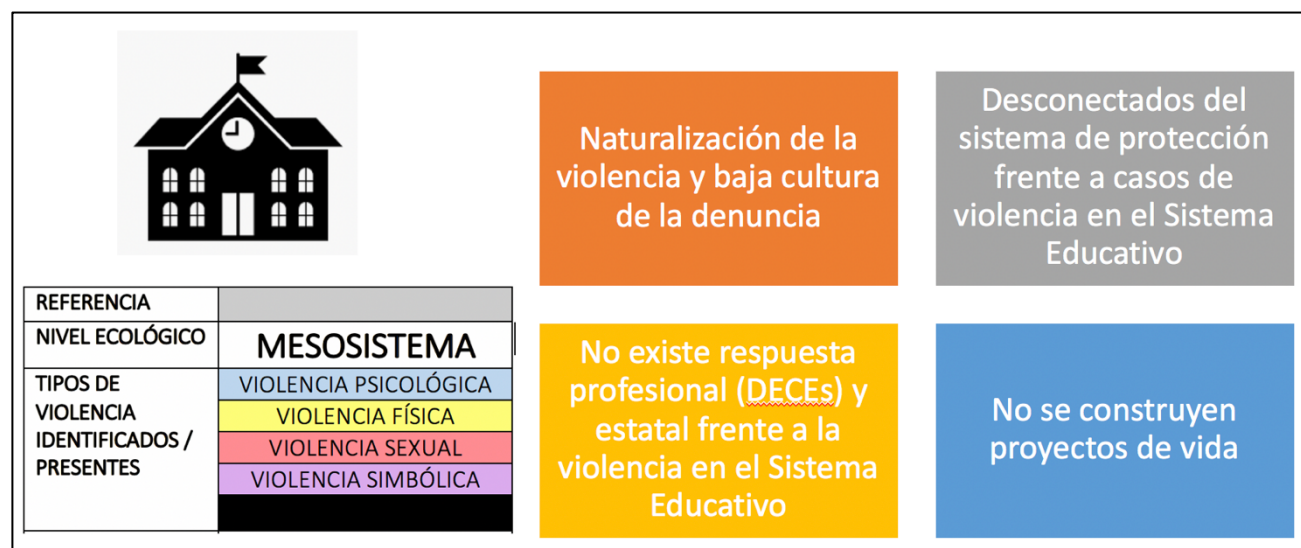 REFERENCIA
NIVEL ECOLÓGICO
MESOSISTEMA
TIPOS DE
VIOLENCIA
IDENTIFICADOS /
PRESENTES
VIOLENCIA PSICOLÓGICA
VIOLENCIA FÍSICA
VIOLENCIA SEXUAL
VIOLENCIA SIMBÓLICA
Naturalización de la
violencia y baja cultura
de la denuncia
Desconectados del
sistema de protección
frente a casos de
violencia en el Sistema
Educativo
No existe respuesta
profesional (DECEs) y
estatal frente a la
violencia en el Sistema
Educativo
No se construyen
proyectos de vida